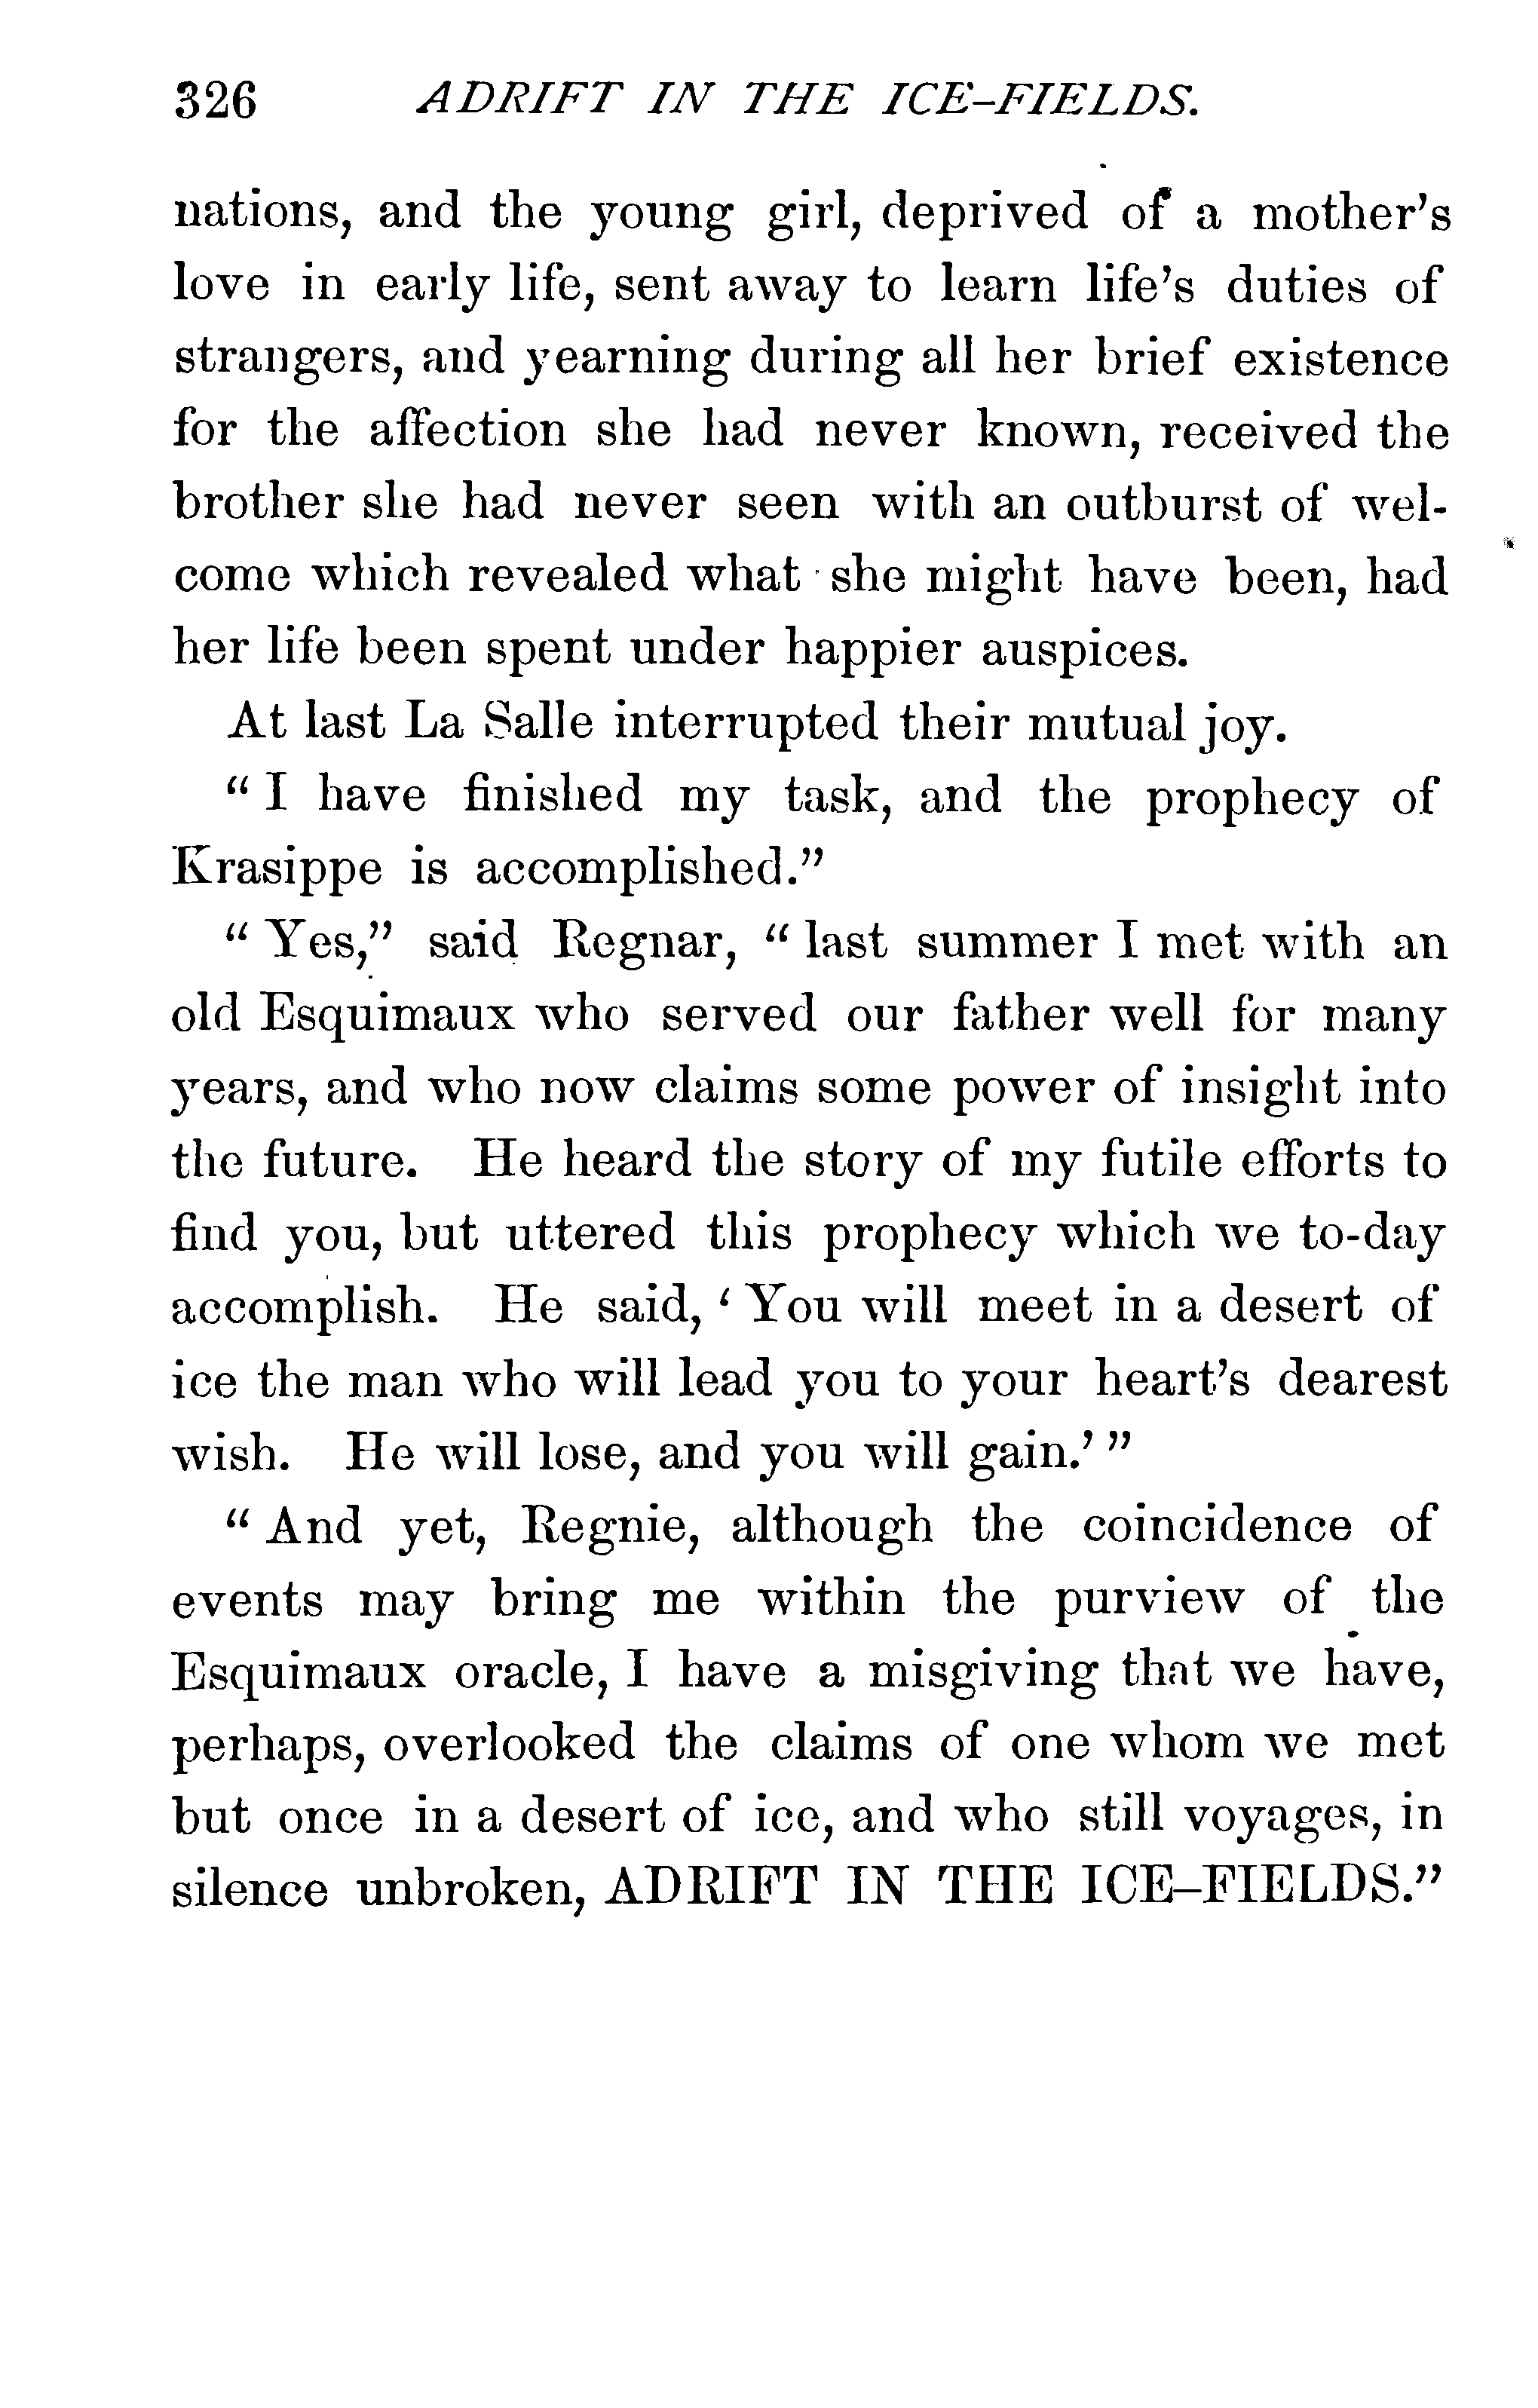 326 ADRIFT IN THE ICE-FIELDS.
nations, and the young girl, deprived of a mother's
love in early life, sent away to learn life's duties of
strangers, and yearning during all her brief existence
for the affection she had never known, received the
brother she had never seen with an outburst of wel-
come which revealed what she might have been, had
her life been spent under happier auspices.
At last La Salle interrupted their mutual joy.
“I have finished my task, and the prophecy of
Krasippe is accomplished.”
“Yes,” said Regnar, “last summer I met with an
old Esquimaux who served our father well for many
years, and who now claims some power of insight into
the future. He heard the story of my futile efforts to
find you, but uttered this prophecy which we to-day
accomplish. He said, ‘You will meet in a desert of
ice the man who will lead you to your heart's dearest
wish. He will lose, and you will gain.’”
“And yet, Regnie, although the coincidence of
events may bring me within the purview of the
Esquimaux oracle, I have a misgiving that we have,
perhaps, overlooked the claims of one whom we met
but once in a desert of ice, and who still voyages, in
silence unbroken, ADRIFT IN THE ICE–FIELDS.”